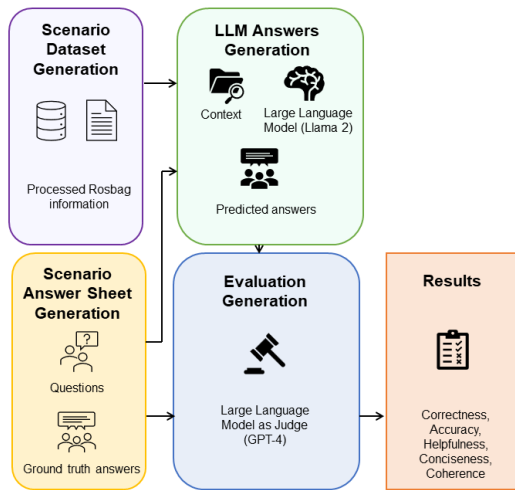 Scenario
Dataset
Generation
Processed Rosbag
information
LLM Answers
Generation
Context
Large Language
Model (Llama 2)
Predicted answers
Scenario
Answer Sheet
Generation
?
Questions
Ground truth answers
Evaluation
Generation
Large Language
Model as Judge
(GPT-4)
Results
Correctness,
Accuracy,
Helpfulness,
Conciseness,
Coherence